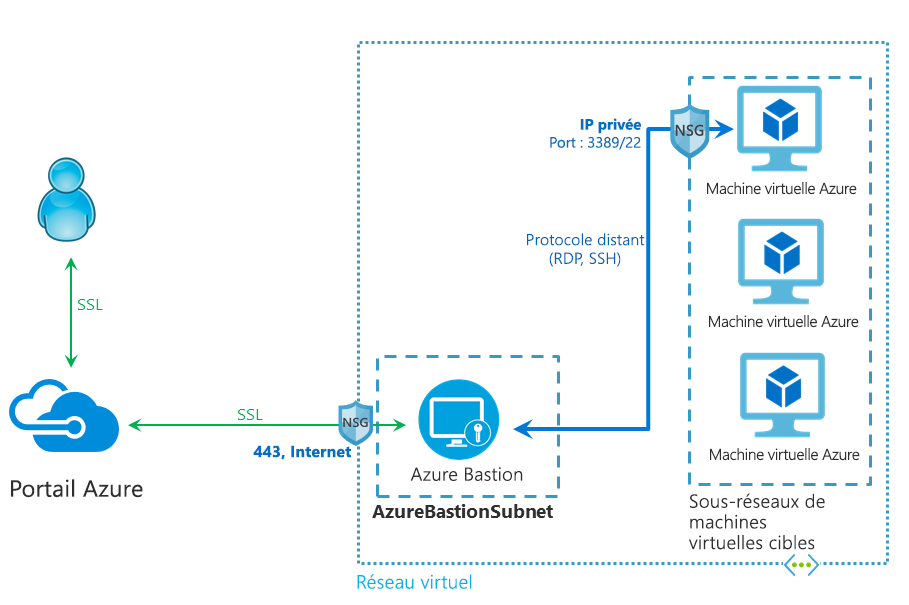 IP privée
Port : 3389/22
NSG
Machine virtuelle Azure
Protocole distant
(RDP, SSH)
Machine virtuelle Azure
SSL
SSL
NSG
443, Internet
Machine virtuelle Azure
Azure Bastion
Portail Azure
AzureBastionSubnet
Sous-réseaux de
machines
virtuelles cibles
Réseau virtuel